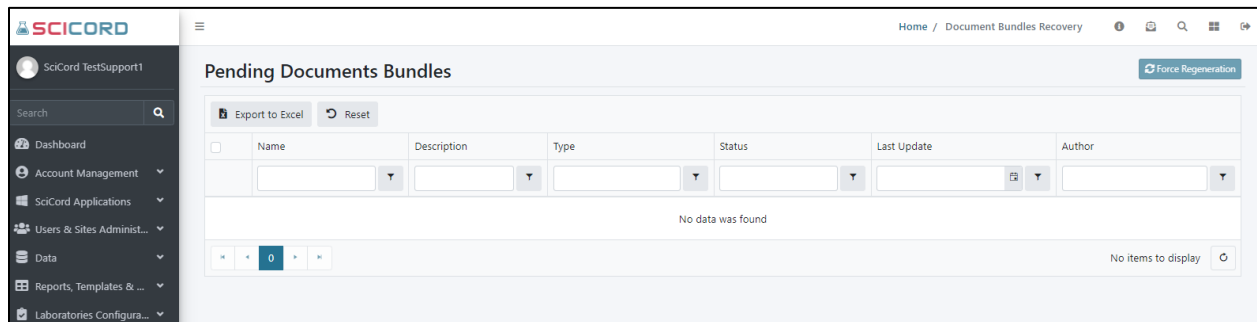 SCICORD
Home / Document Bundles Recovery
SciCord TestSupport1
Pending Documents Bundles
Force Regeneration
Search
Export to Excel
Reset
Name
Description
Type
Status
Last Update
Author
Dashboard
Account Management
SciCord Applications
Users & Sites Administ...
No data was found
Data
0
No items to display
Reports, Templates & ...
Laboratories Configura...